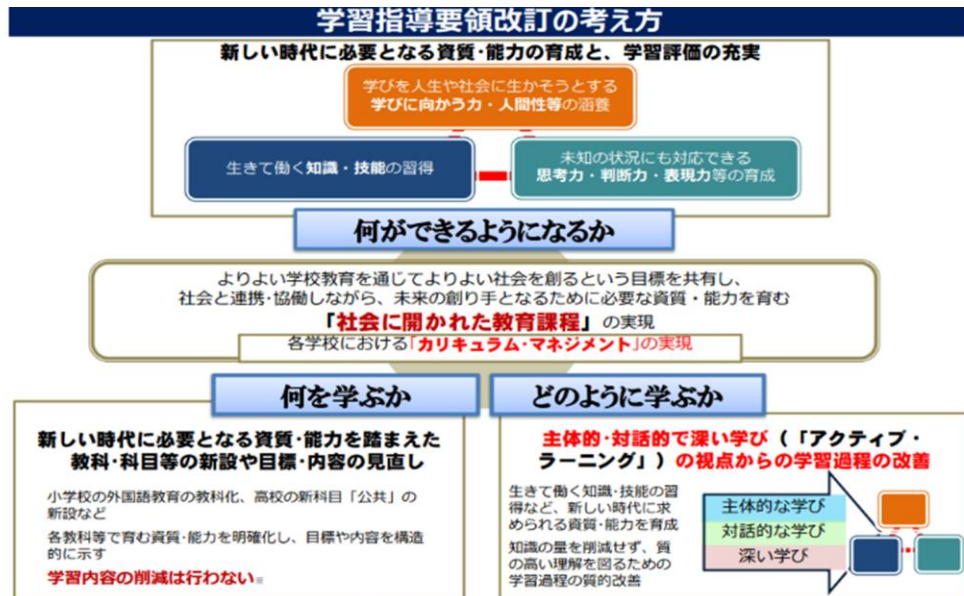 学習指導要領改訂の考え方
新しい時代に必要となる資質･能力の育成と、学習評価の充実
学びを人生や社会に生かそうとする
学びに向かう力・人間性等の涵養
生きて働く知識・技能の習得
未知の状況にも対応できる
思考力・判断力・表現力等の育成
何ができるようになるか
よりよい学校教育を通じてよりよい社会を創るという目標を共有し、
社会と連携･協働しながら、未来の創り手となるために必要な資質・能力を育む
「社会に開かれた教育課程」の実現
各学校における「カリキュラム･マネジメント」の実現
何を学ぶか
新しい時代に必要となる資質･能力を踏まえた
教科･科目等の新設や目標･内容の見直し
小学校の外国語教育の教科化、高校の新科目「公共」の
新設など
各教科等で育む資質･能力を明確化し、目標や内容を構造
的に示す
学習内容の削減は行わない※
どのように学ぶか
主体的･対話的で深い学び（「アクティブ・
ラーニング」）の視点からの学習過程の改善
生きて働く知識･技能の習
得など、新しい時代に求
められる資質･能力を育成
知識の量を削減せず、質
の高い理解を図るための
学習過程の質的改善
主体的な学び
対話的な学び
深い学び